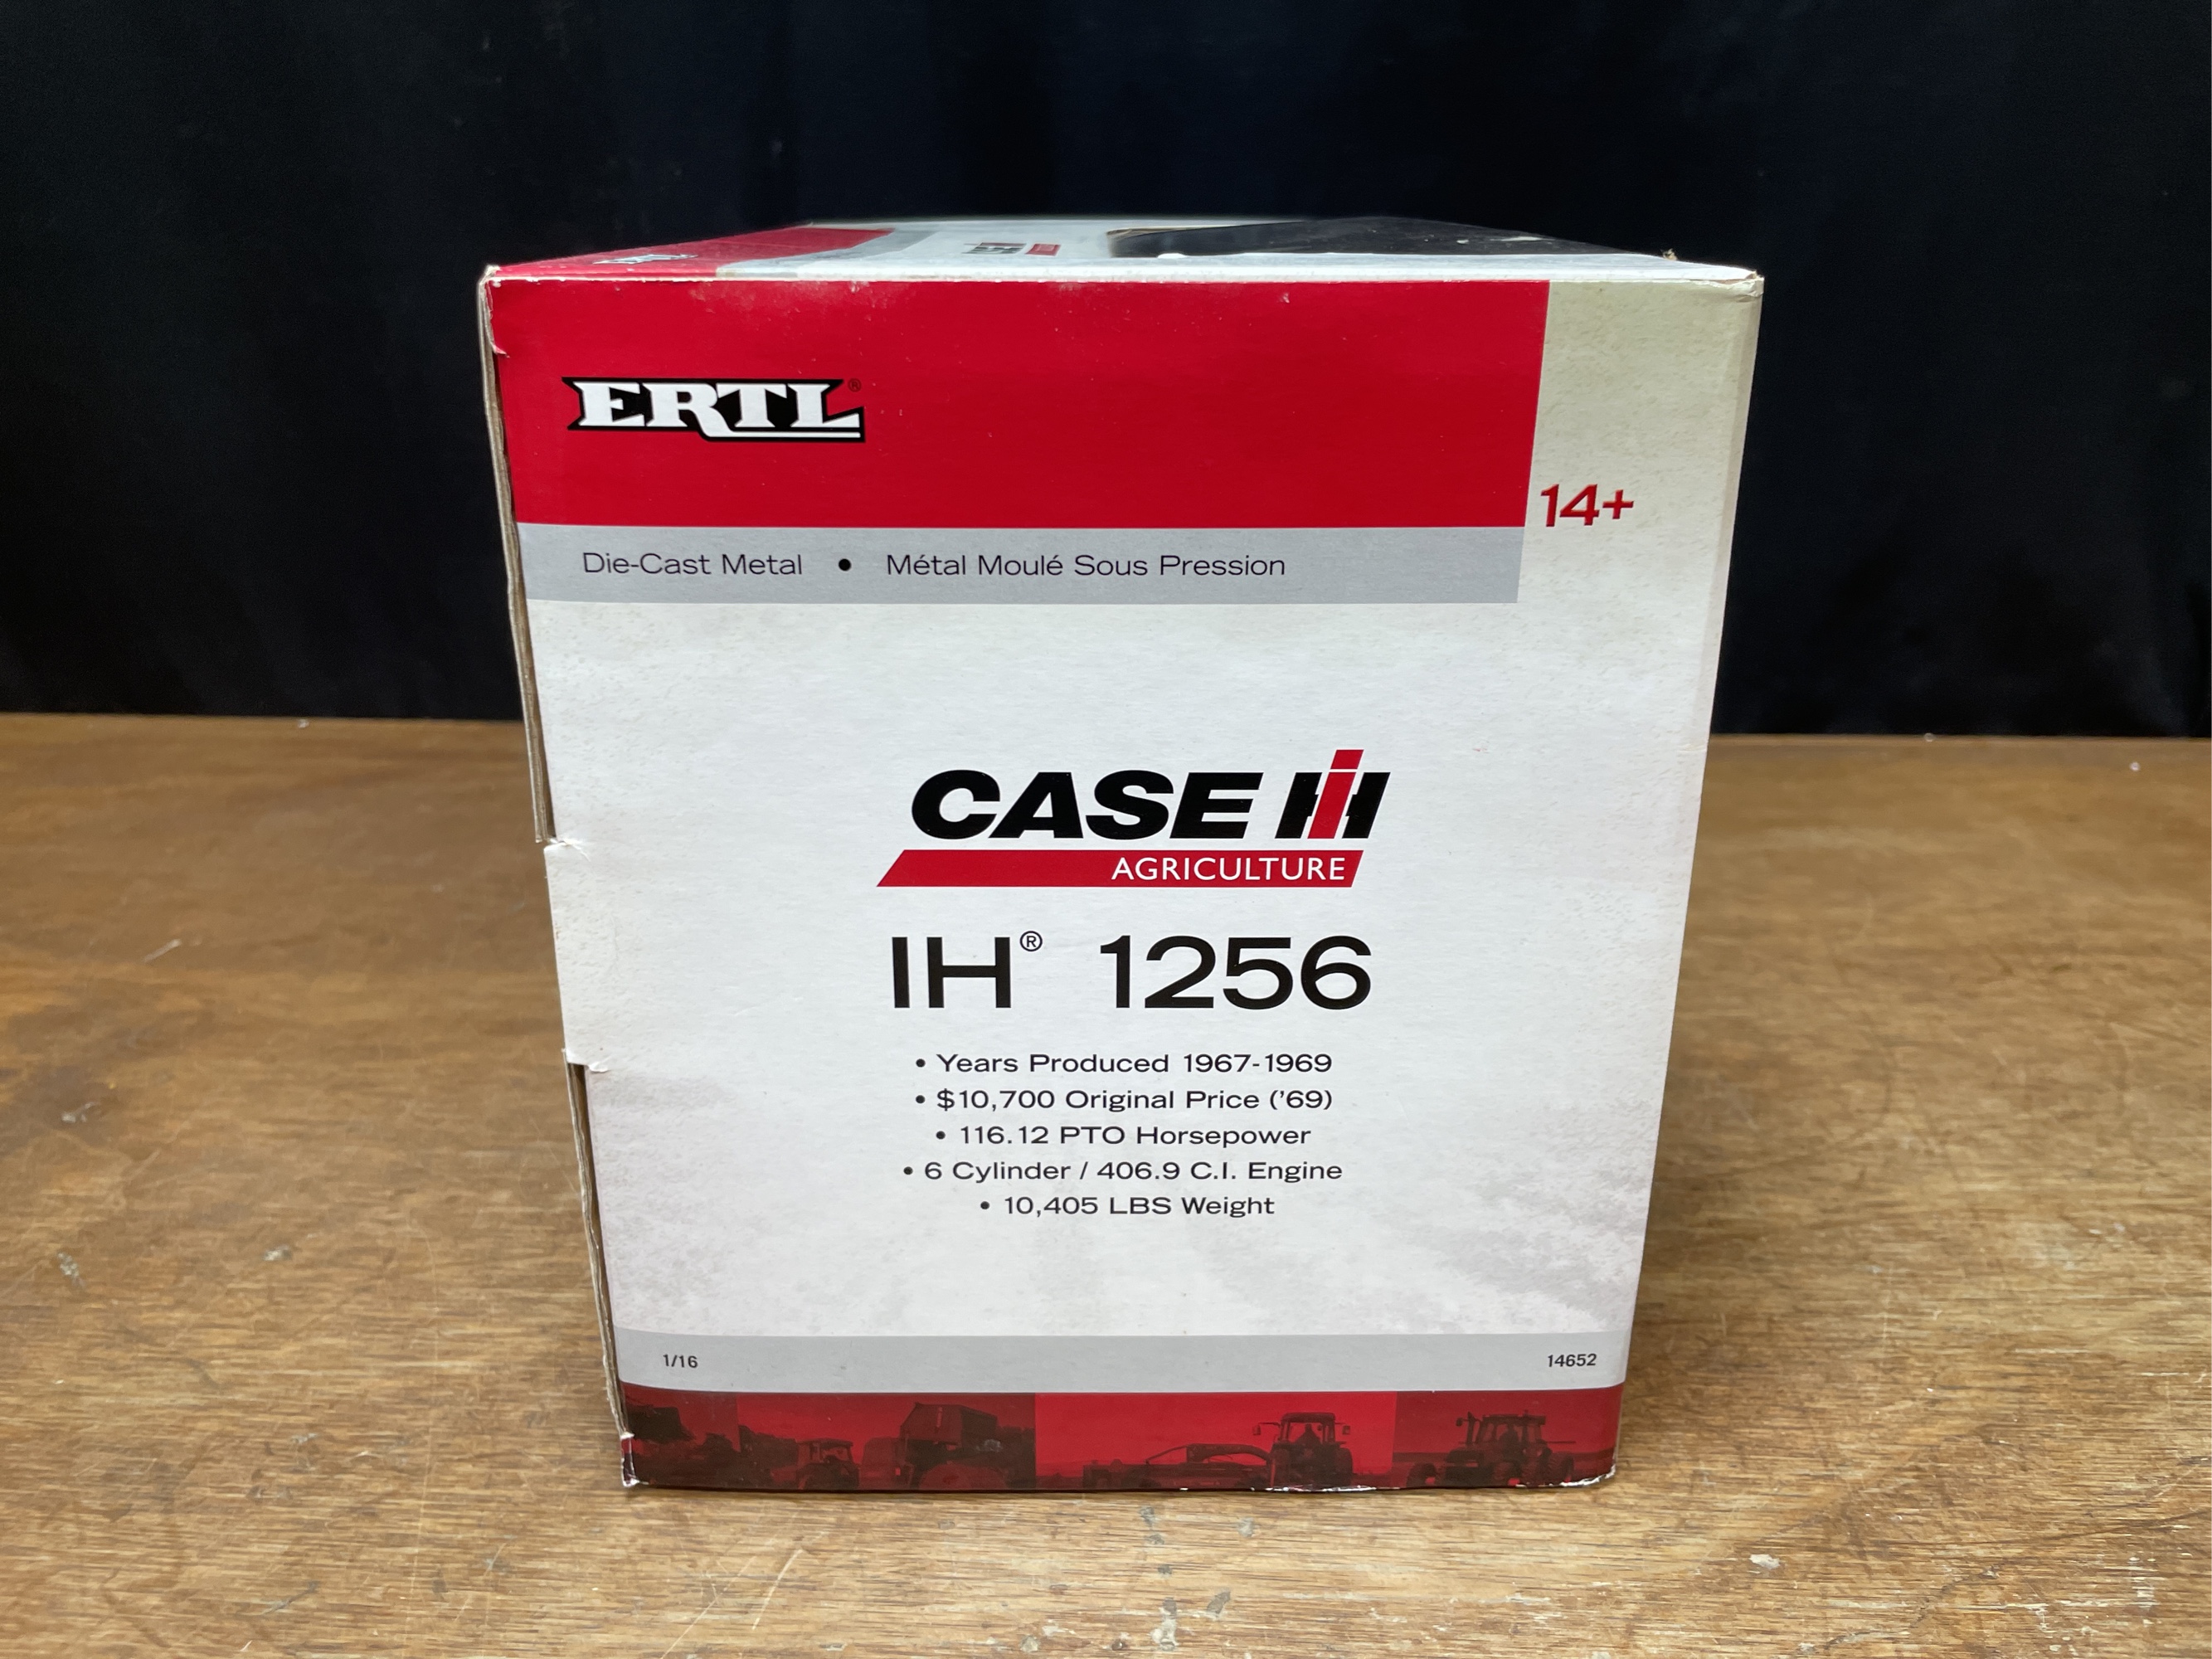 ERTL®
14+
Die-Cast Metal • Métal Moulé Sous Pression
CASE IH
AGRICULTURE
IH® 1256
• Years Produced 1967-1969
• $10,700 Original Price ('69)
• 116.12 PTO Horsepower
• 6 Cylinder / 406.9 C.I. Engine
• 10,405 LBS Weight
1/16
14652